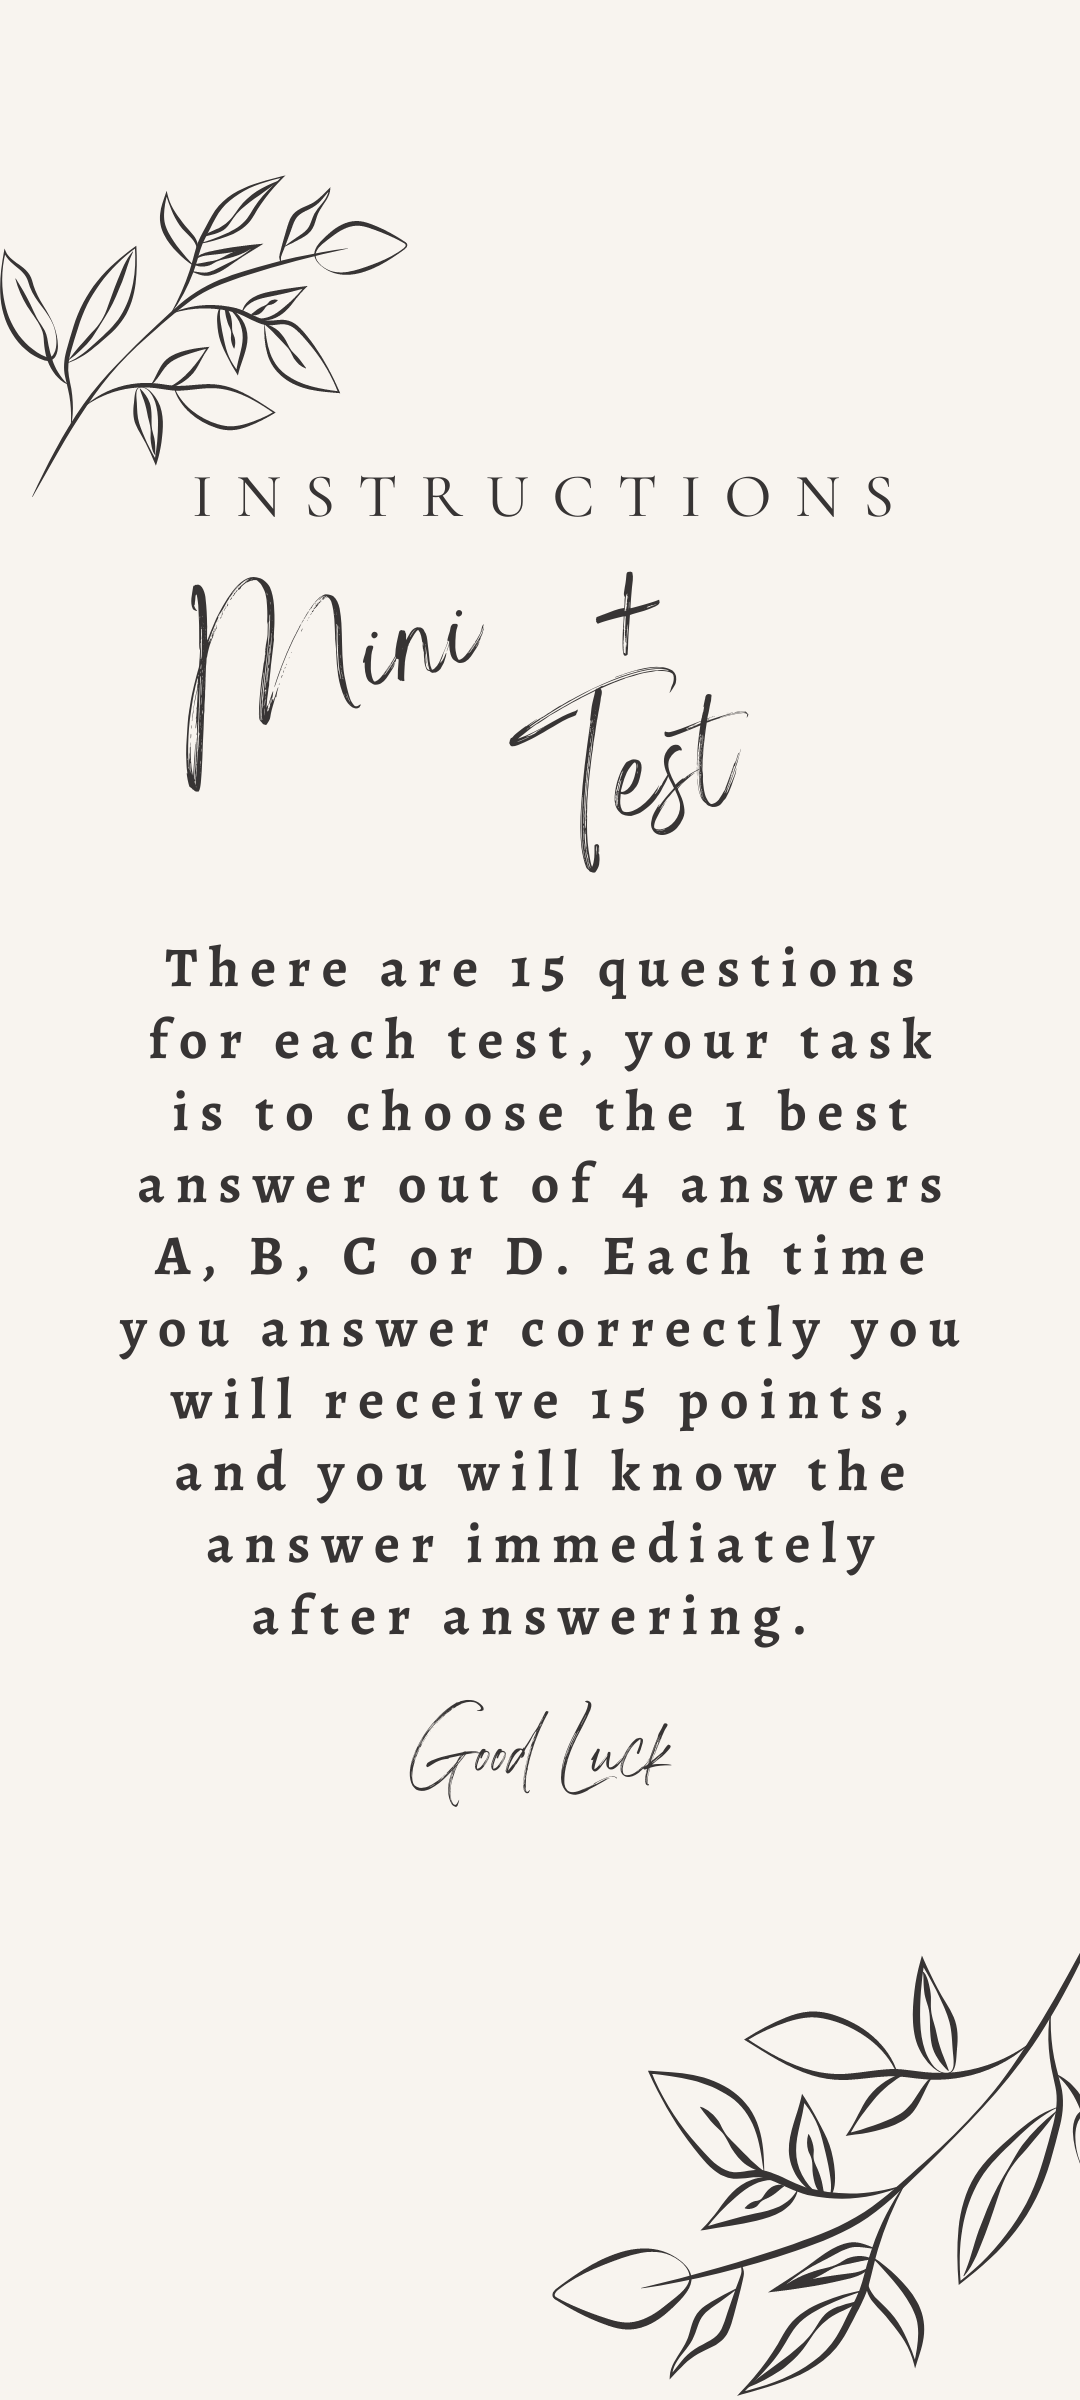 INSTRUCTIONS
Mini +
Test
There are 15 questions
for each test, your task
is to choose the 1 best
answer out of 4 answers
A, B, C or D. Each time
you answer correctly you
will receive 15 points,
and you will know the
answer immediately
after answering.
Good Luck